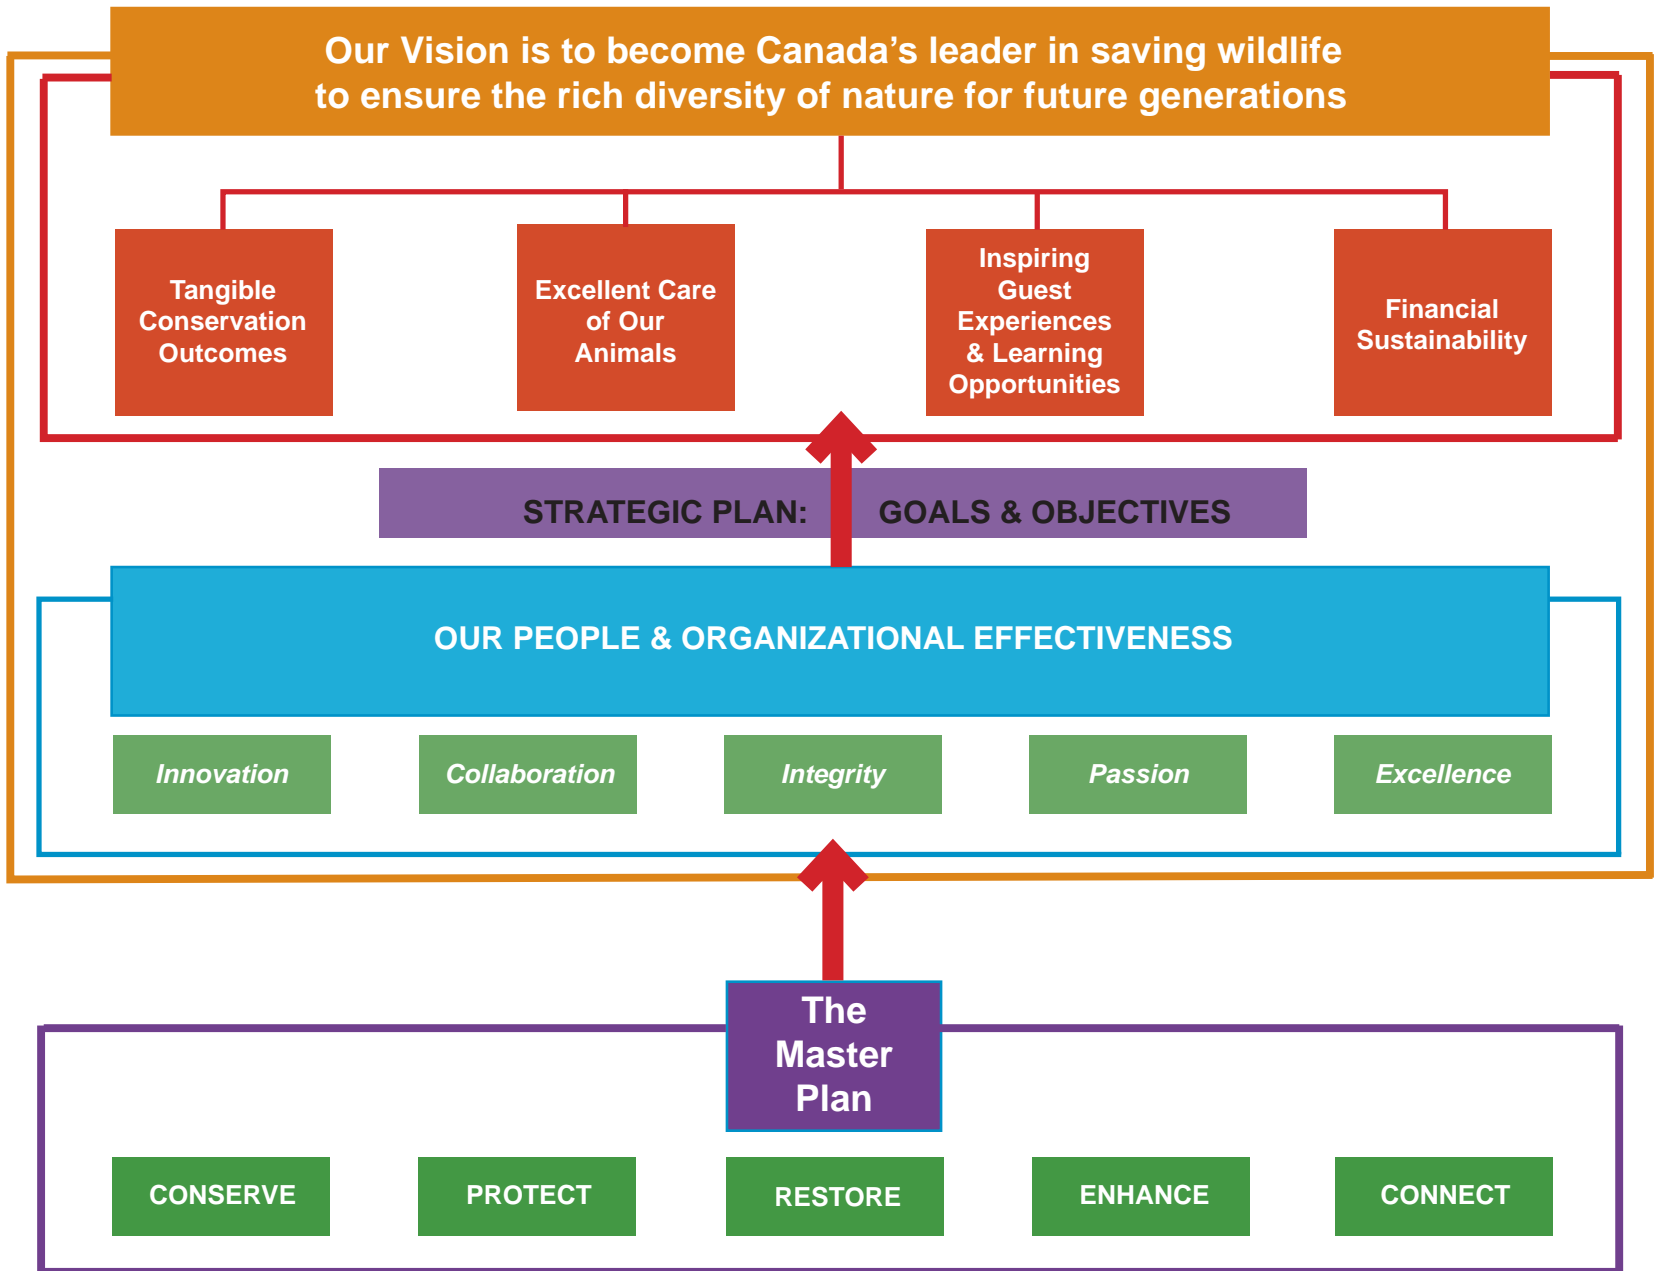 Our Vision is to become Canada’s leader in saving wildlife
to ensure the rich diversity of nature for future generations
Tangible
Conservation
Outcomes
Excellent Care
of Our
Animals
Inspiring
Guest
Experiences
& Learning
Opportunities
Financial
Sustainability
STRATEGIC PLAN: GOALS & OBJECTIVES
OUR PEOPLE & ORGANIZATIONAL EFFECTIVENESS
Innovation
Collaboration
Integrity
Passion
Excellence
The
Master
Plan
CONSERVE
PROTECT
RESTORE
ENHANCE
CONNECT